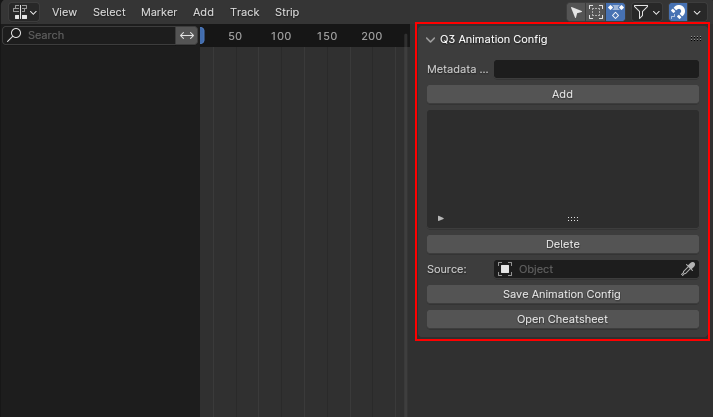 View Select Marker Add Track Strip
Search
50 100 150 200
Q3 Animation Config
Metadata ...
Add
Delete
Source: Object
Save Animation Config
Open Cheatsheet